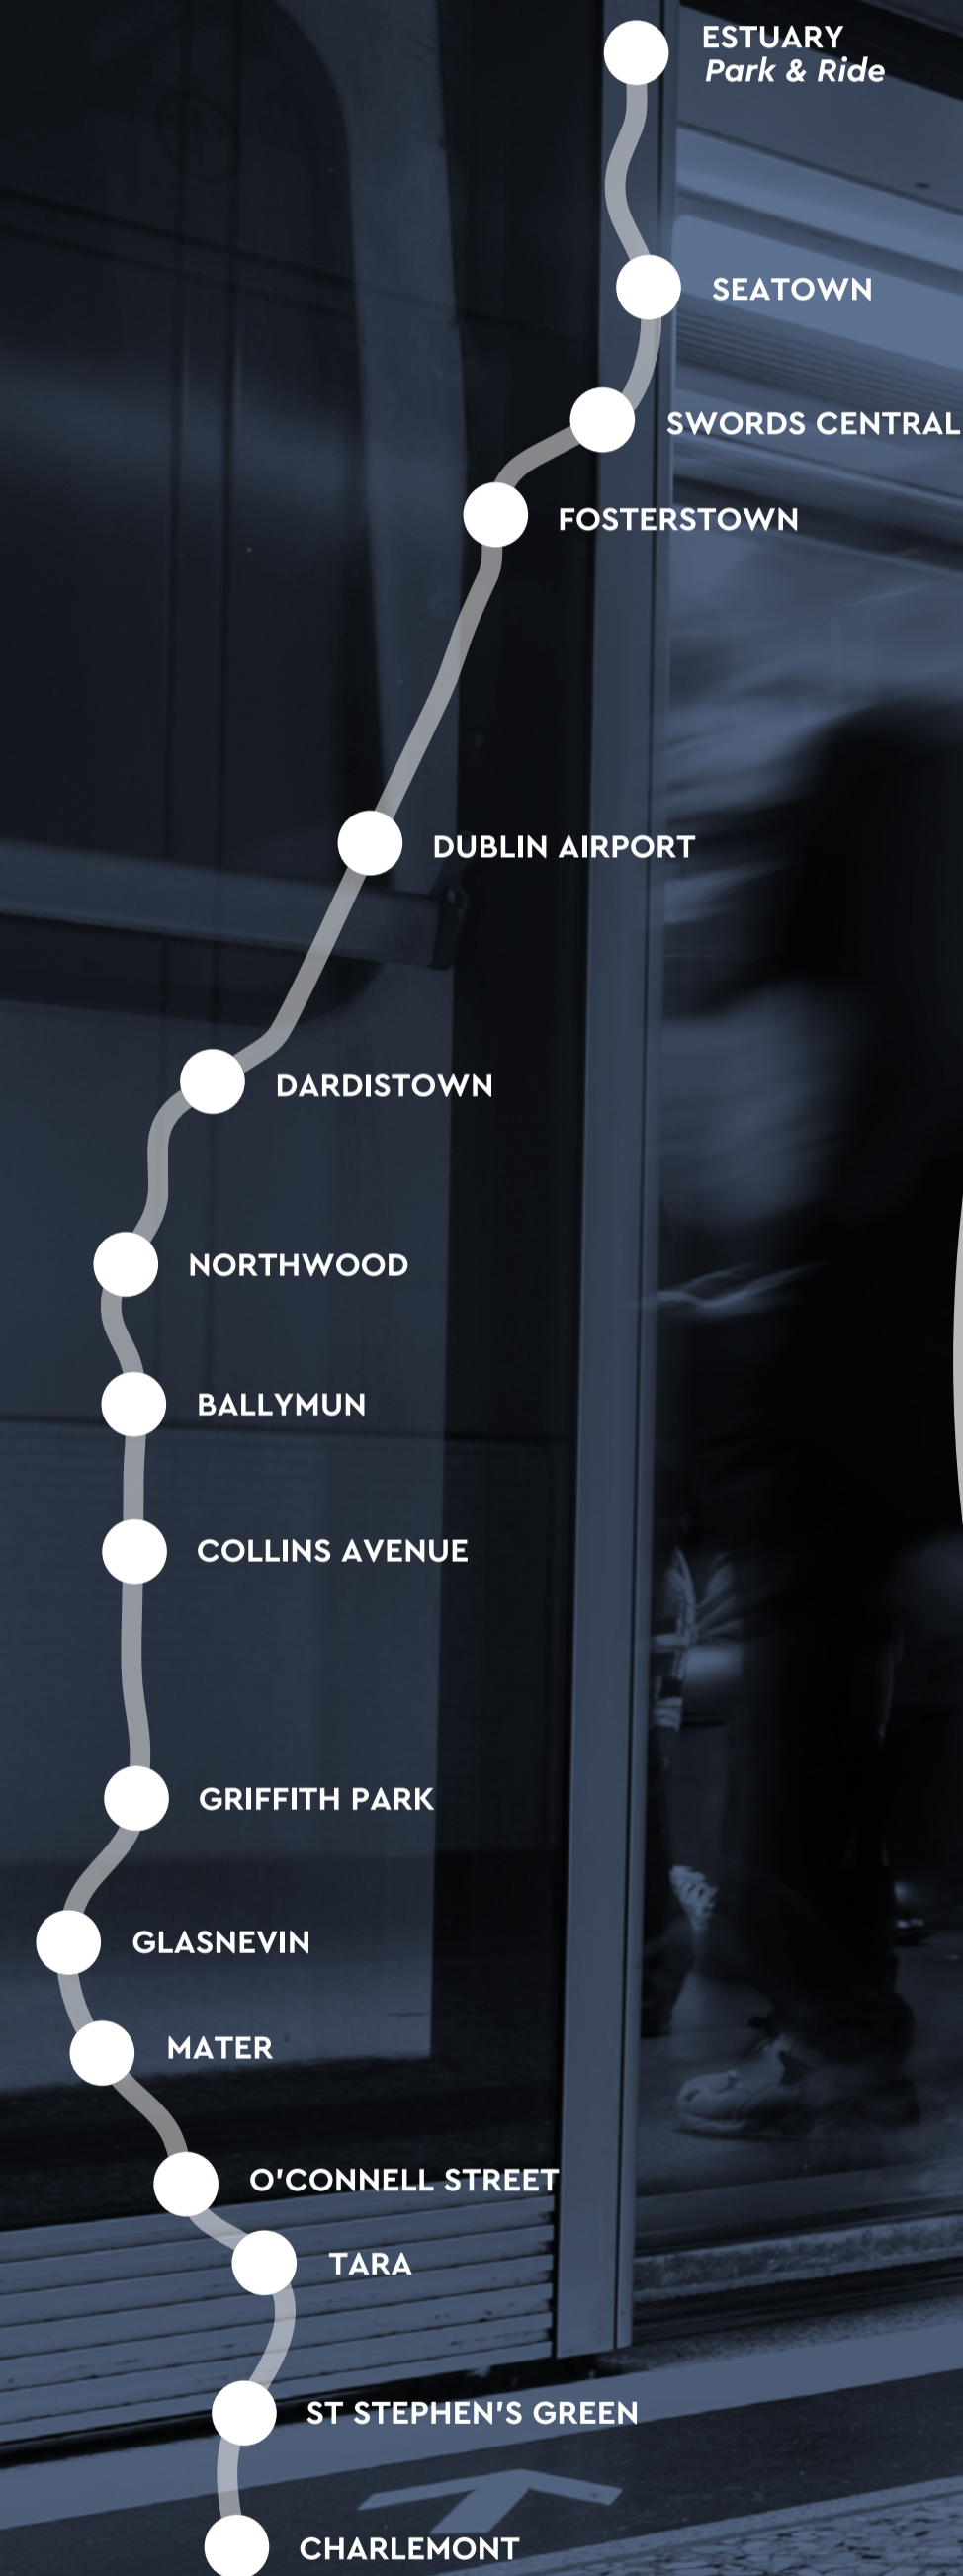 ESTUARY
Park & Ride
SEATOWN
SWORDS CENTRAL
FOSTERSTOWN
DUBLIN AIRPORT
DARDISTOWN
NORTHWOOD
BALLYMUN
COLLINS AVENUE
GRIFFITH PARK
GLASNEVIN
MATER
O'CONNELL STREET
TARA
ST STEPHEN'S GREEN
CHARLEMONT